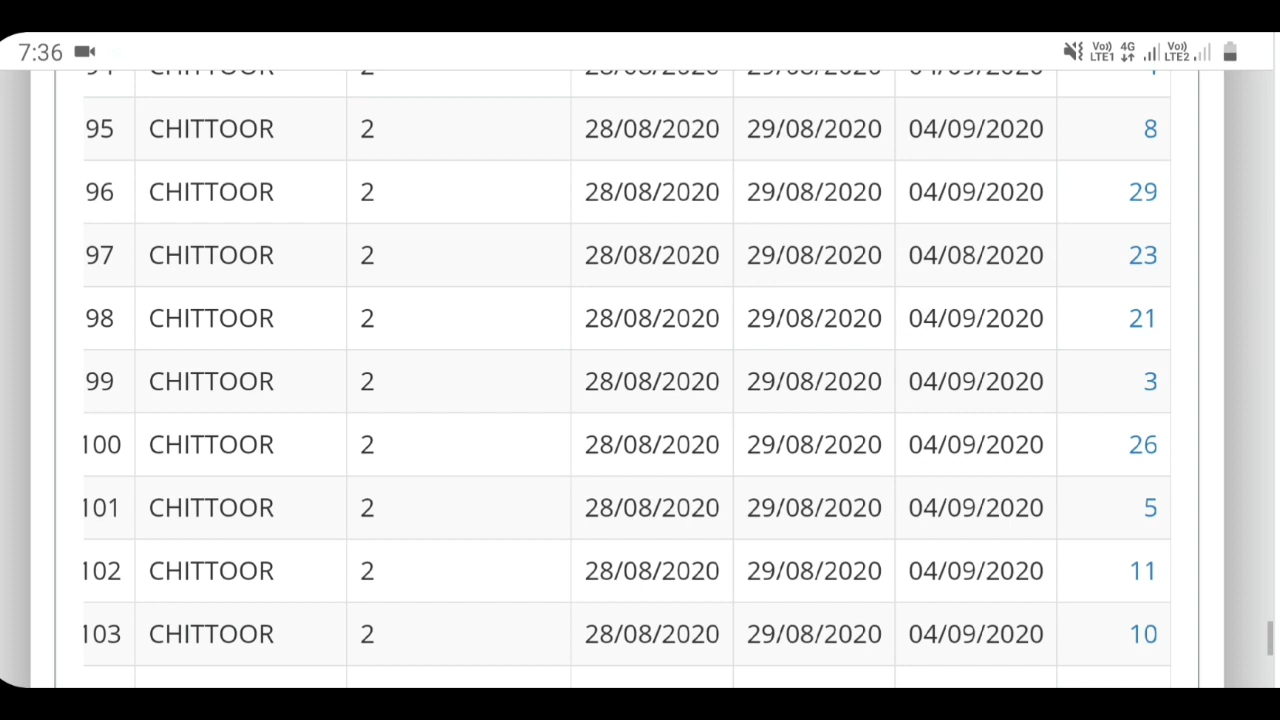 7:36 Vo)) LTE1 4G Vo)) LTE2
95 CHITTOOR 2 28/08/2020 29/08/2020 04/09/2020 8
96 CHITTOOR 2 28/08/2020 29/08/2020 04/09/2020 29
97 CHITTOOR 2 28/08/2020 29/08/2020 04/08/2020 23
98 CHITTOOR 2 28/08/2020 29/08/2020 04/09/2020 21
99 CHITTOOR 2 28/08/2020 29/08/2020 04/09/2020 3
100 CHITTOOR 2 28/08/2020 29/08/2020 04/09/2020 26
101 CHITTOOR 2 28/08/2020 29/08/2020 04/09/2020 5
102 CHITTOOR 2 28/08/2020 29/08/2020 04/09/2020 11
103 CHITTOOR 2 28/08/2020 29/08/2020 04/09/2020 10